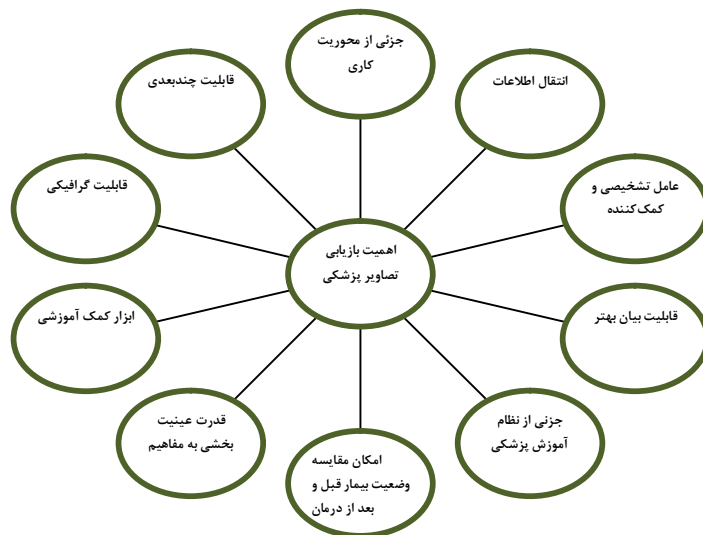 جزئی از محوریت
کاری
انتقال اطلاعات
قابلیت چندبعدی
عامل تشخیصی و
کمک‌کننده
قابلیت گرافیکی
اهمیت بازیابی
تصاویر پزشکی
قابلیت بیان بهتر
ابزار کمک آموزشی
جزئی از نظام
آموزش پزشکی
قدرت عینیت
بخشی به مفاهیم
امکان مقایسه
وضعیت بیمار قبل و
بعد از درمان